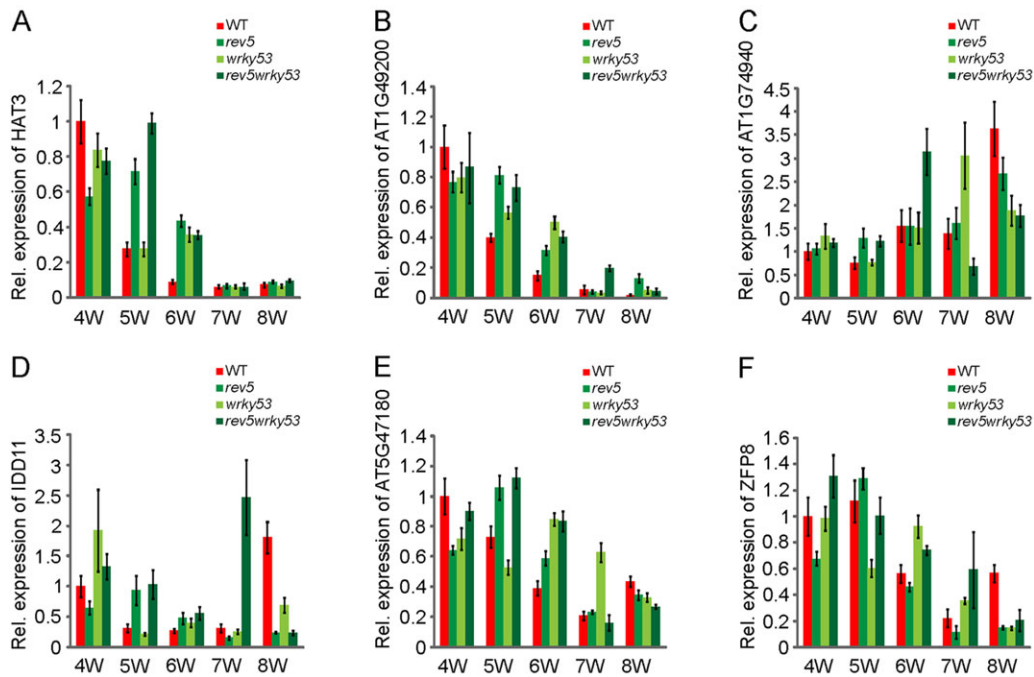 A
WT
rev5
wrky53
rev5wrky53
Rel. expression of HAT3
1.2
1
0.8
0.6
0.4
0.2
0
4W 5W 6W 7W 8W
B
WT
rev5
wrky53
rev5wrky53
Rel. expression of AT1G49200
1.4
1.2
1
0.8
0.6
0.4
0.2
0
4W 5W 6W 7W 8W
C
WT
rev5
wrky53
rev5wrky53
Rel. expression of AT1G74940
4.5
4
3.5
3
2.5
2
1.5
1
0.5
0
4W 5W 6W 7W 8W
D
WT
rev5
wrky53
rev5wrky53
Rel. expression of IDD11
3.5
3
2.5
2
1.5
1
0.5
0
4W 5W 6W 7W 8W
E
WT
rev5
wrky53
rev5wrky53
Rel. expression of AT5G47180
1.4
1.2
1
0.8
0.6
0.4
0.2
0
4W 5W 6W 7W 8W
F
WT
rev5
wrky53
rev5wrky53
Rel. expression of ZFP8
1.6
1.4
1.2
1
0.8
0.6
0.4
0.2
0
4W 5W 6W 7W 8W